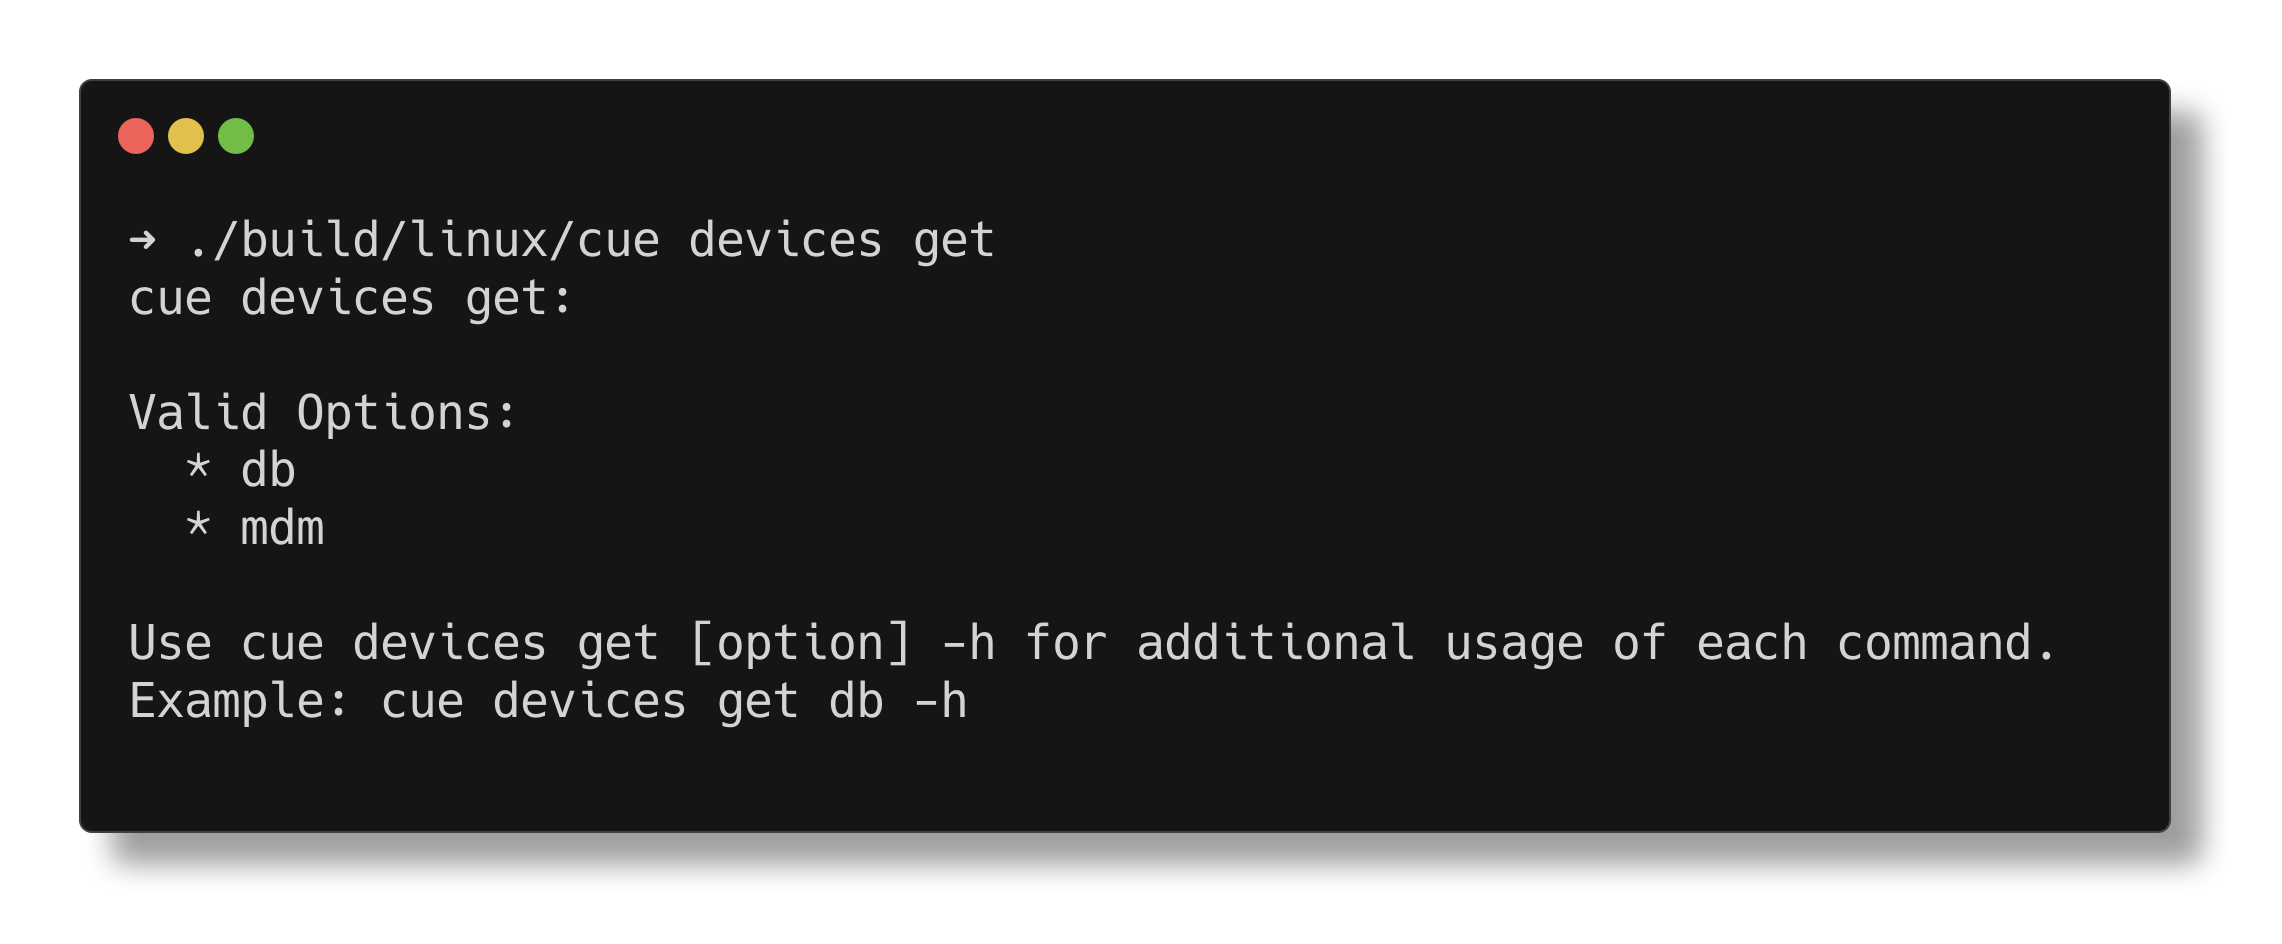 ➜ ./build/linux/cue devices get
cue devices get:

Valid Options:
  * db
  * mdm

Use cue devices get [option] -h for additional usage of each command.
Example: cue devices get db -h